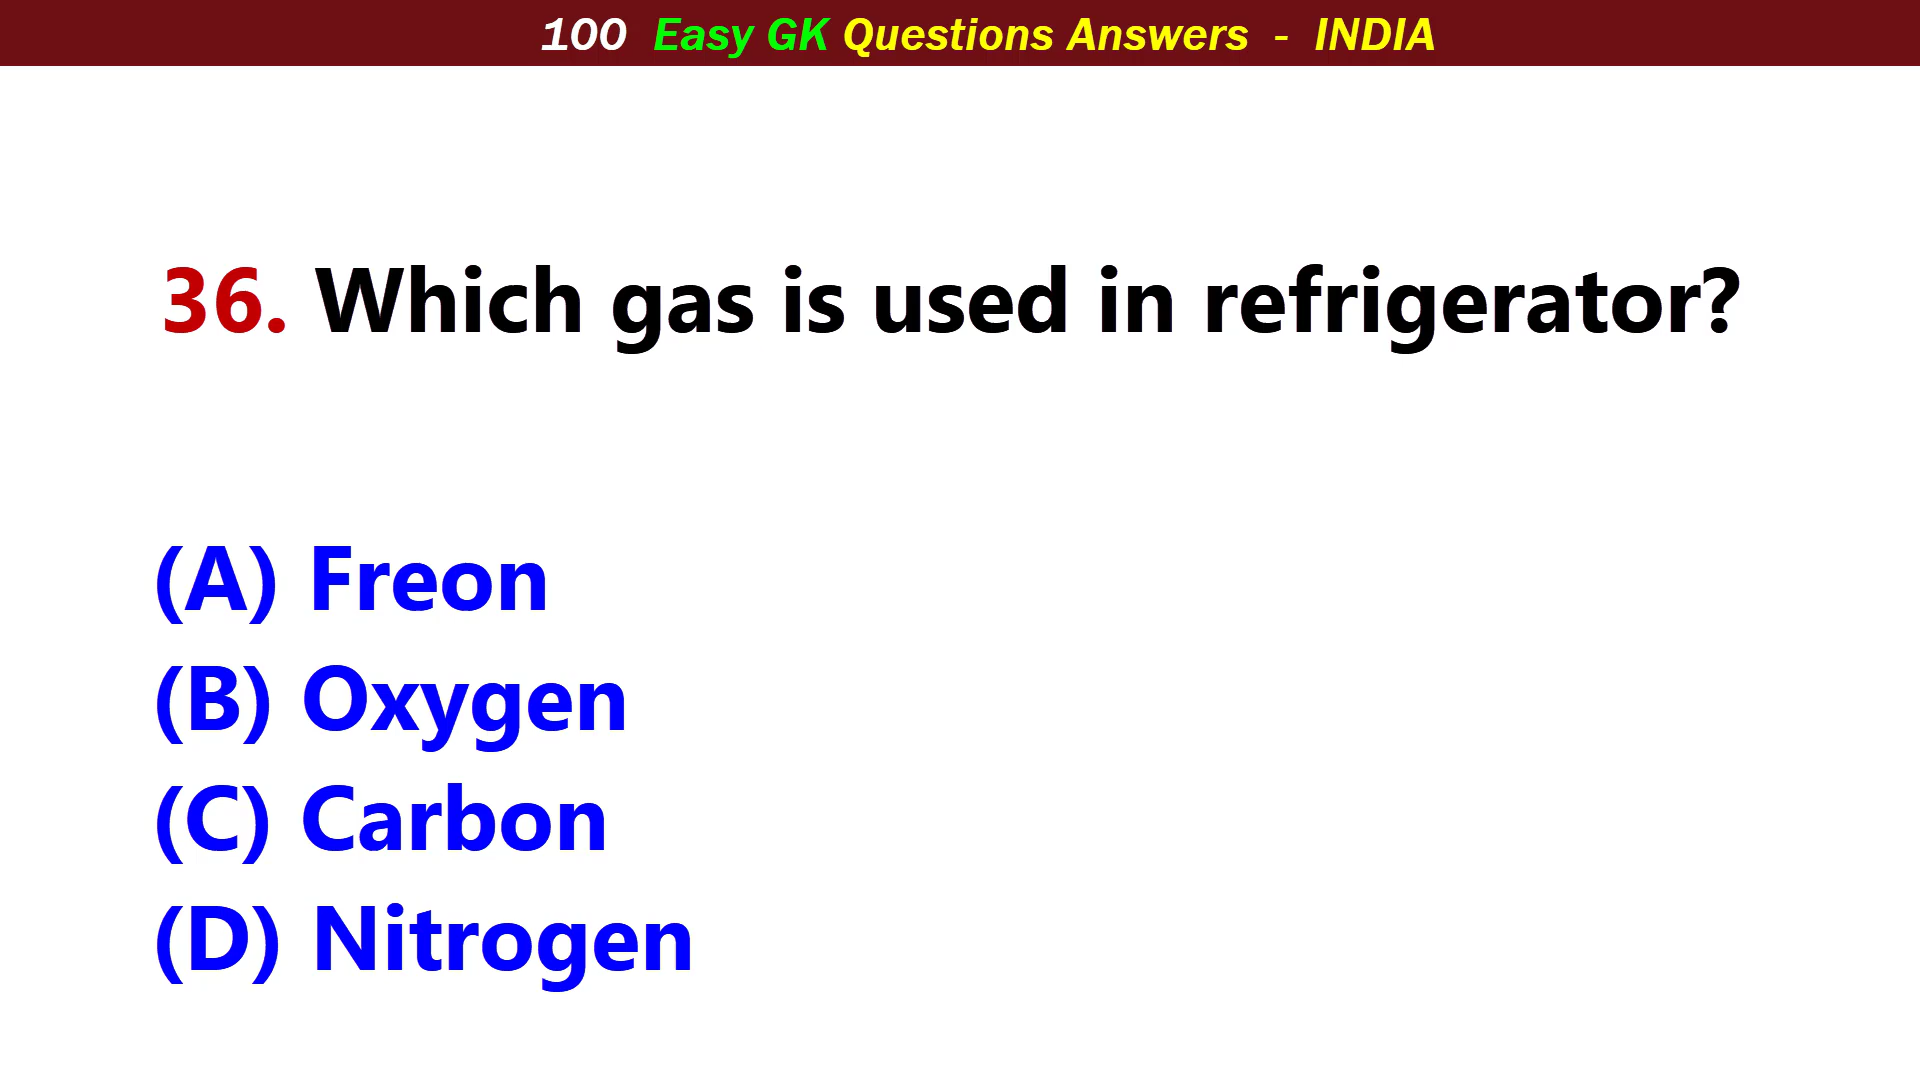 100 Easy GK Questions Answers - INDIA
36. Which gas is used in refrigerator?
(A) Freon
(B) Oxygen
(C) Carbon
(D) Nitrogen